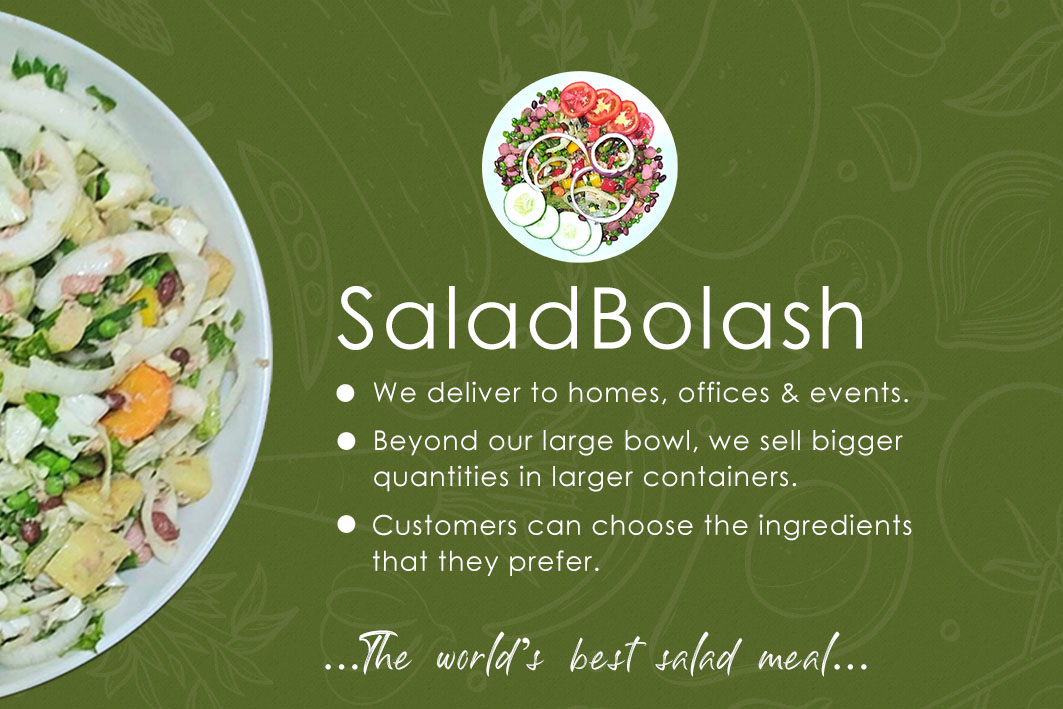 SaladBolash
● We deliver to homes, offices & events.
● Beyond our large bowl, we sell bigger
quantities in larger containers.
● Customers can choose the ingredients
that they prefer.
...The world's best salad meal...